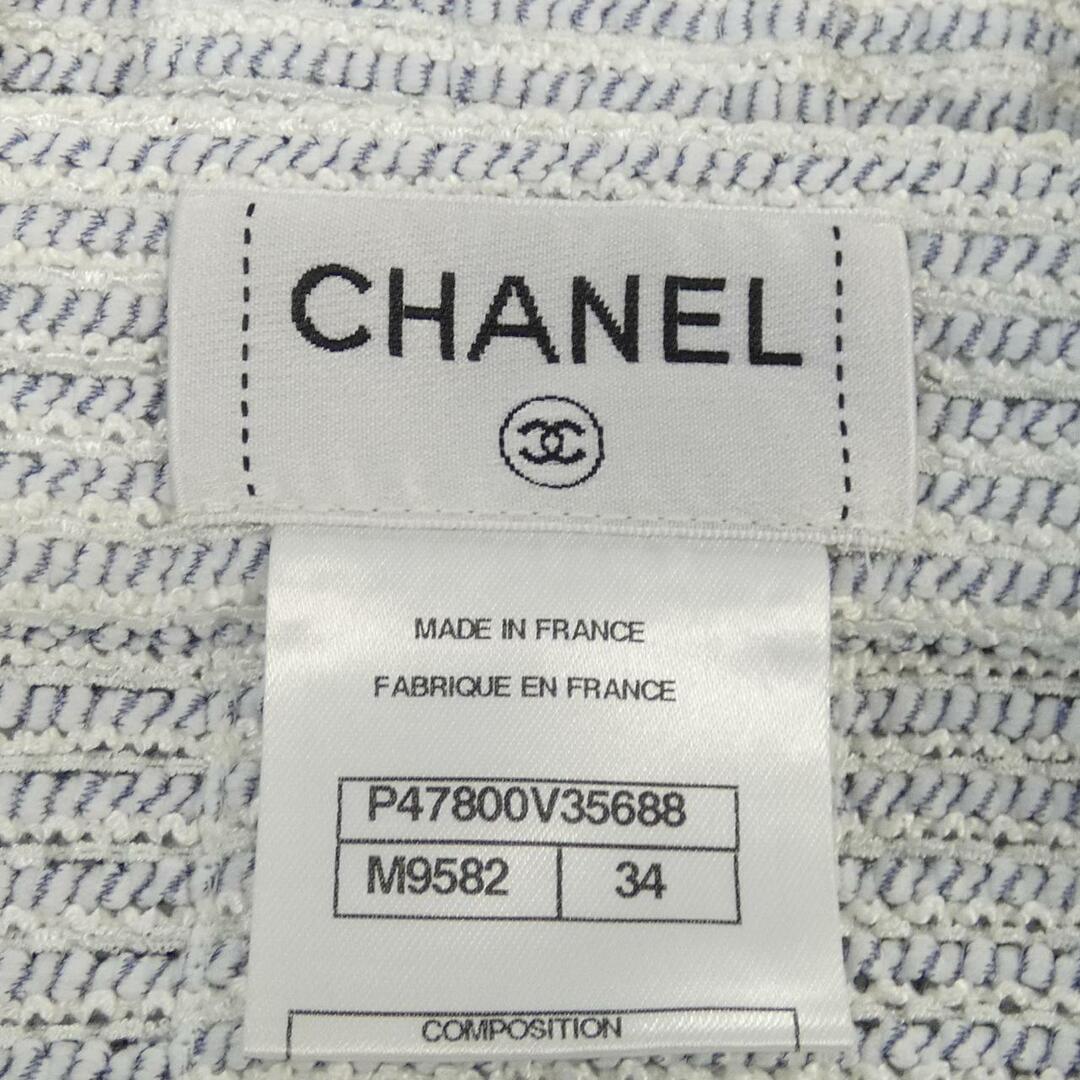 CHANEL
MADE IN FRANCE
FABRIQUE EN FRANCE
P47800V35688
M9582 34
COMPOSITION